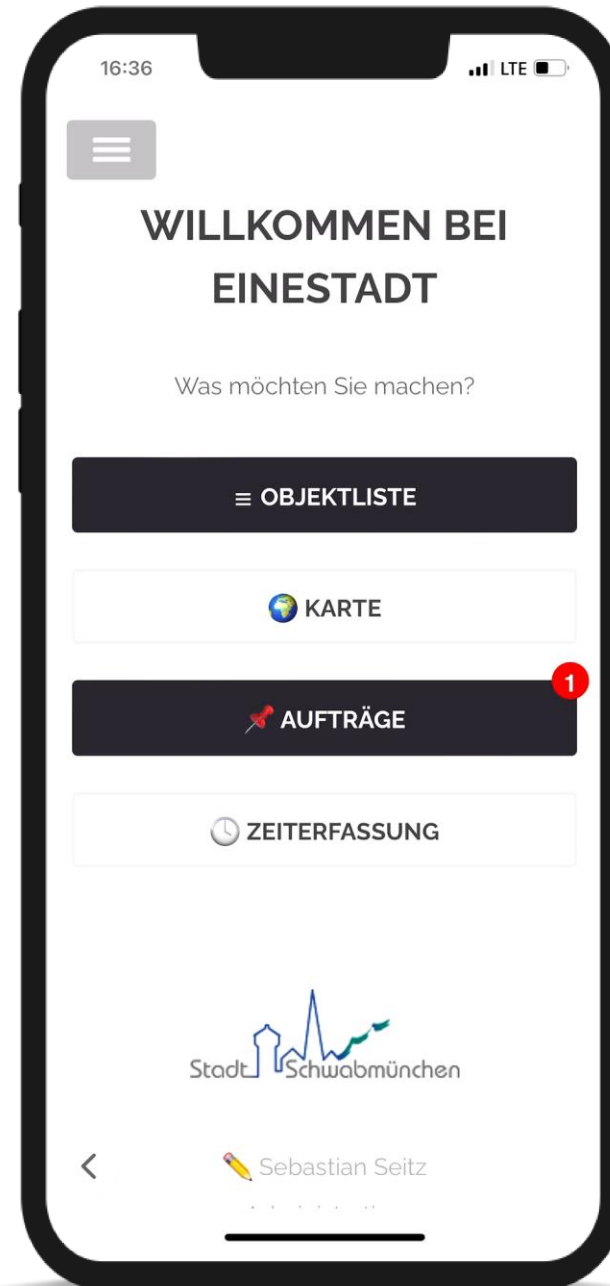 16:36 LTE
WILLKOMMEN BEI
EINESTADT
Was möchten Sie machen?
≡ OBJEKTLISTE
🌍 KARTE
1
📌 AUFTRÄGE
🕓 ZEITERFASSUNG
Stadt Schwabmünchen
✏️ Sebastian Seitz